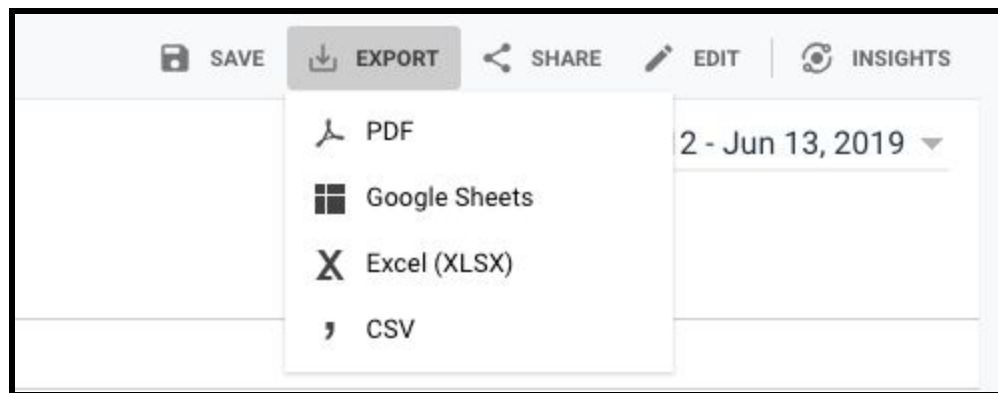 SAVE EXPORT SHARE EDIT INSIGHTS
PDF
2 - Jun 13, 2019
Google Sheets
Excel (XLSX)
CSV